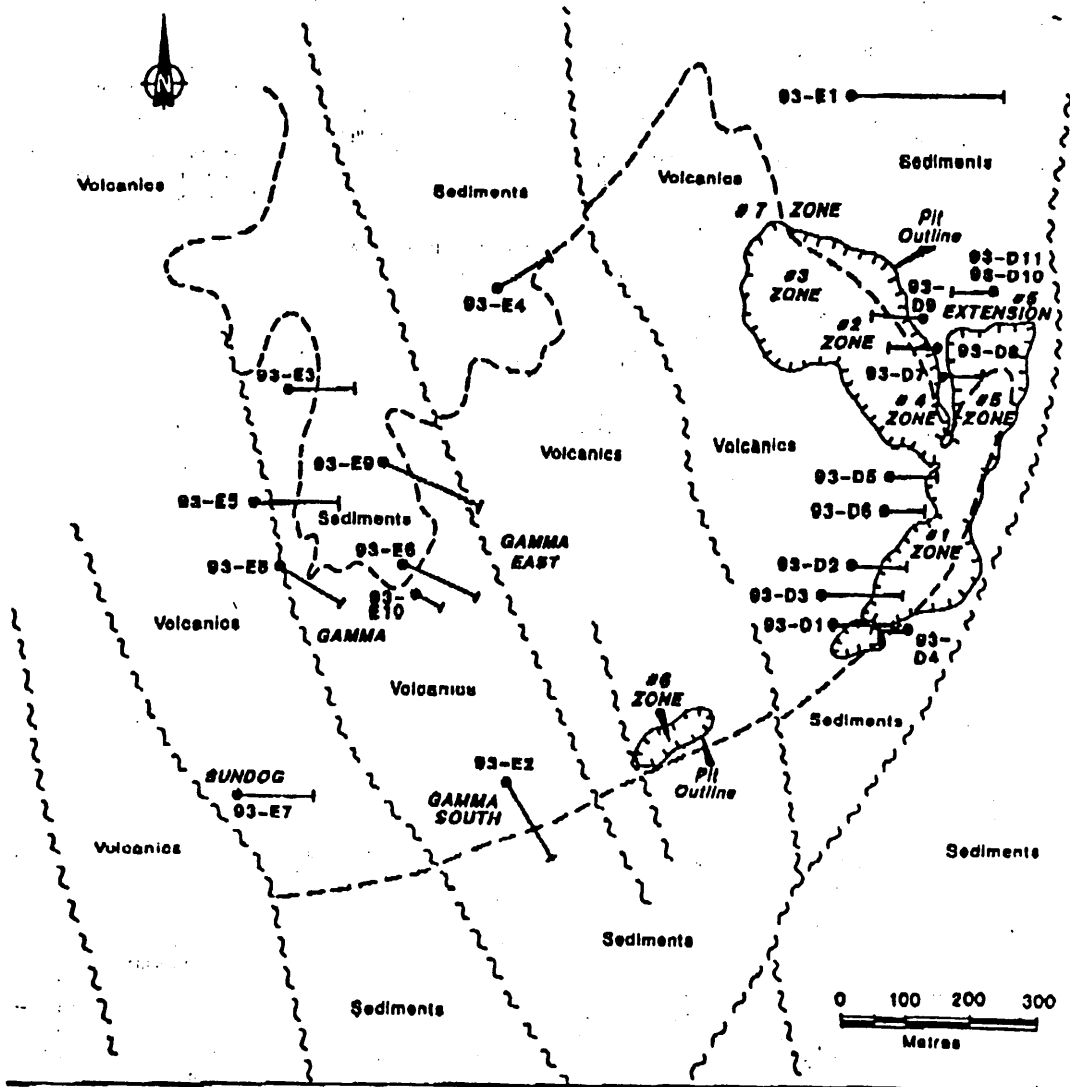 N
93-E1
Volcanics
Sediments
Volcanics
Sediments
#7 ZONE
Pit
Outline
93-D11
93-D10
#3
ZONE
93-
D9
#5
EXTENSION
93-E4
#2
ZONE
93-D8
93-E3
93-D7
#4
ZONE
#5
ZONE
Volcanics
Volcanics
93-E9
93-D5
93-E5
Sediments
93-D6
#1
ZONE
GAMMA
EAST
93-E6
93-E8
93-D2
93-
E10
93-D3
Volcanics
GAMMA
93-D1
93-
D4
Volcanics
#6
ZONE
Sediments
93-E2
SUNDOG
93-E7
GAMMA
SOUTH
Pit
Outline
Volcanics
Sediments
Sediments
Sediments
0 100 200 300
Metres